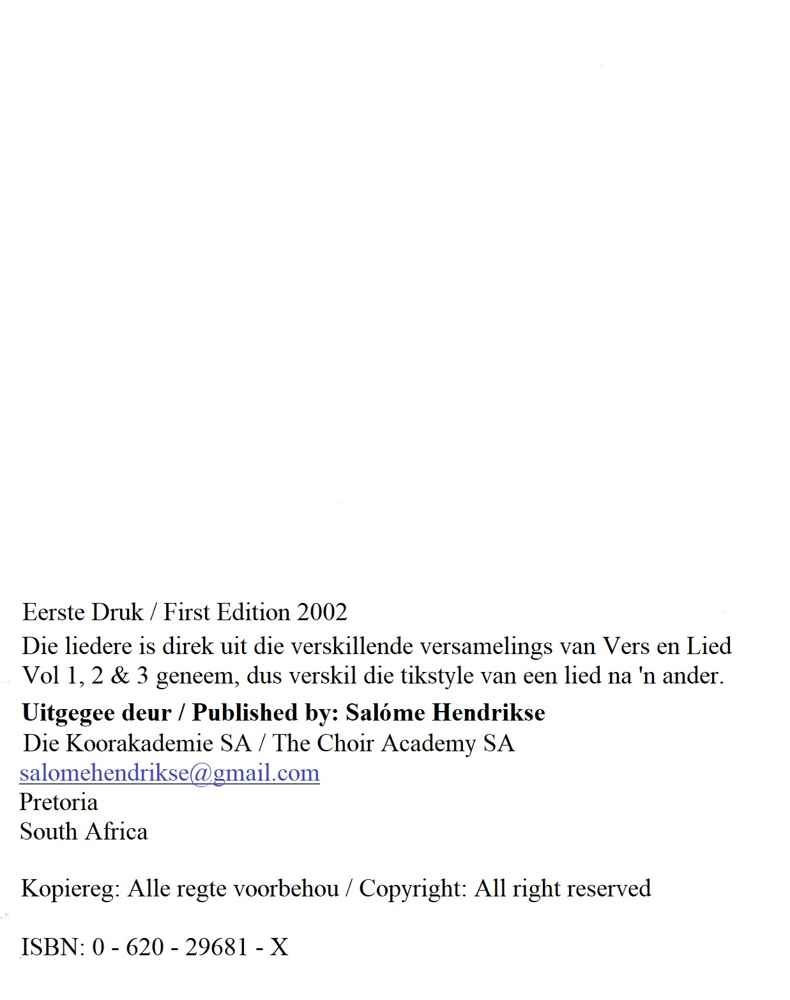 Eerste Druk / First Edition 2002
Die liedere is direk uit die verskillende versamelings van Vers en Lied
Vol 1, 2 & 3 geneem, dus verskil die tikstyle van een lied na 'n ander.
Uitgegee deur / Published by: Salóme Hendrikse
Die Koorakademie SA / The Choir Academy SA
salomehendrikse@gmail.com
Pretoria
South Africa
Kopiereg: Alle regte voorbehou / Copyright: All right reserved
ISBN: 0 - 620 - 29681 - X